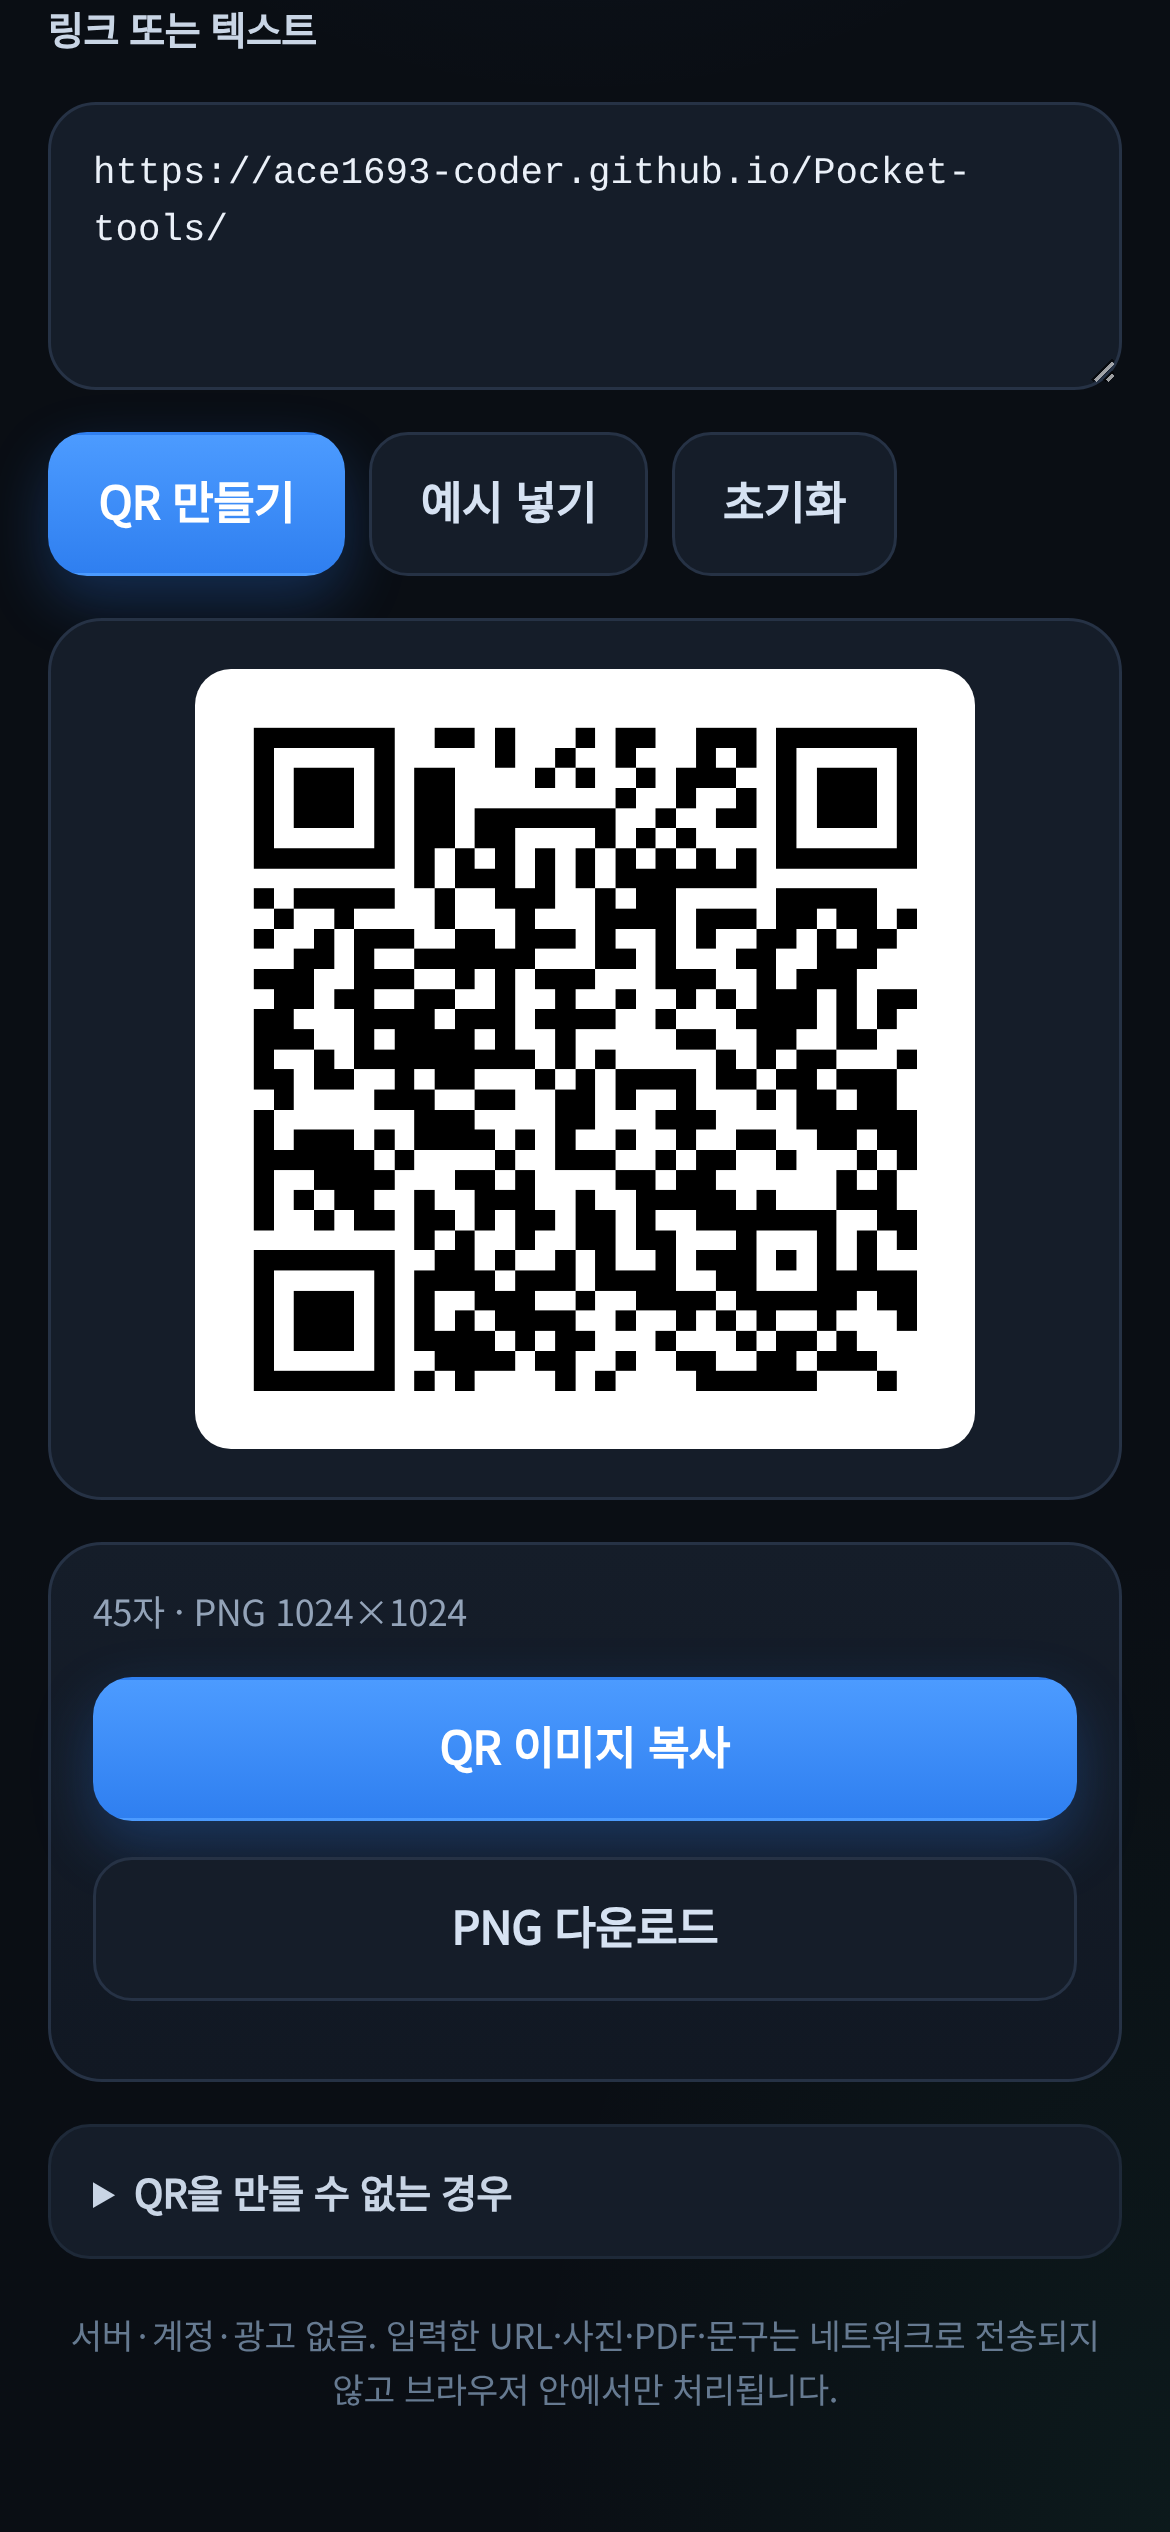 링크 또는 텍스트
https://ace1693-coder.github.io/Pocket-
tools/
QR 만들기
예시 넣기
초기화
45자 · PNG 1024×1024
QR 이미지 복사
PNG 다운로드
▶ QR을 만들 수 없는 경우
서버·계정·광고 없음. 입력한 URL·사진·PDF·문구는 네트워크로 전송되지
않고 브라우저 안에서만 처리됩니다.